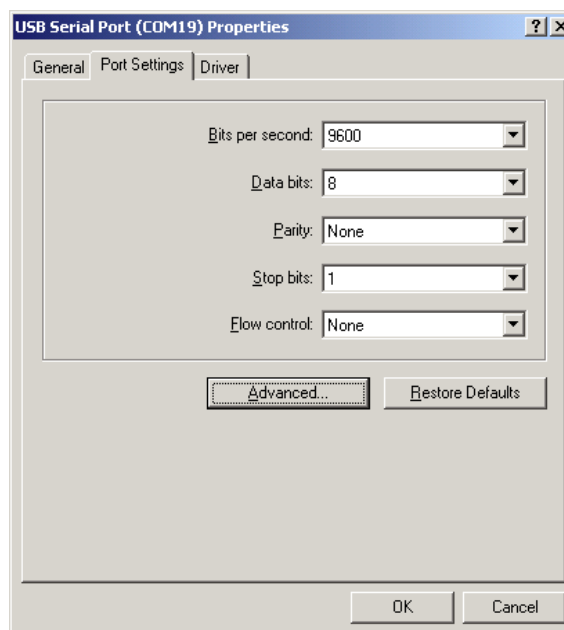 USB Serial Port (COM19) Properties
General Port Settings Driver
Bits per second: 9600
Data bits: 8
Parity: None
Stop bits: 1
Flow control: None
Advanced... Restore Defaults
OK Cancel